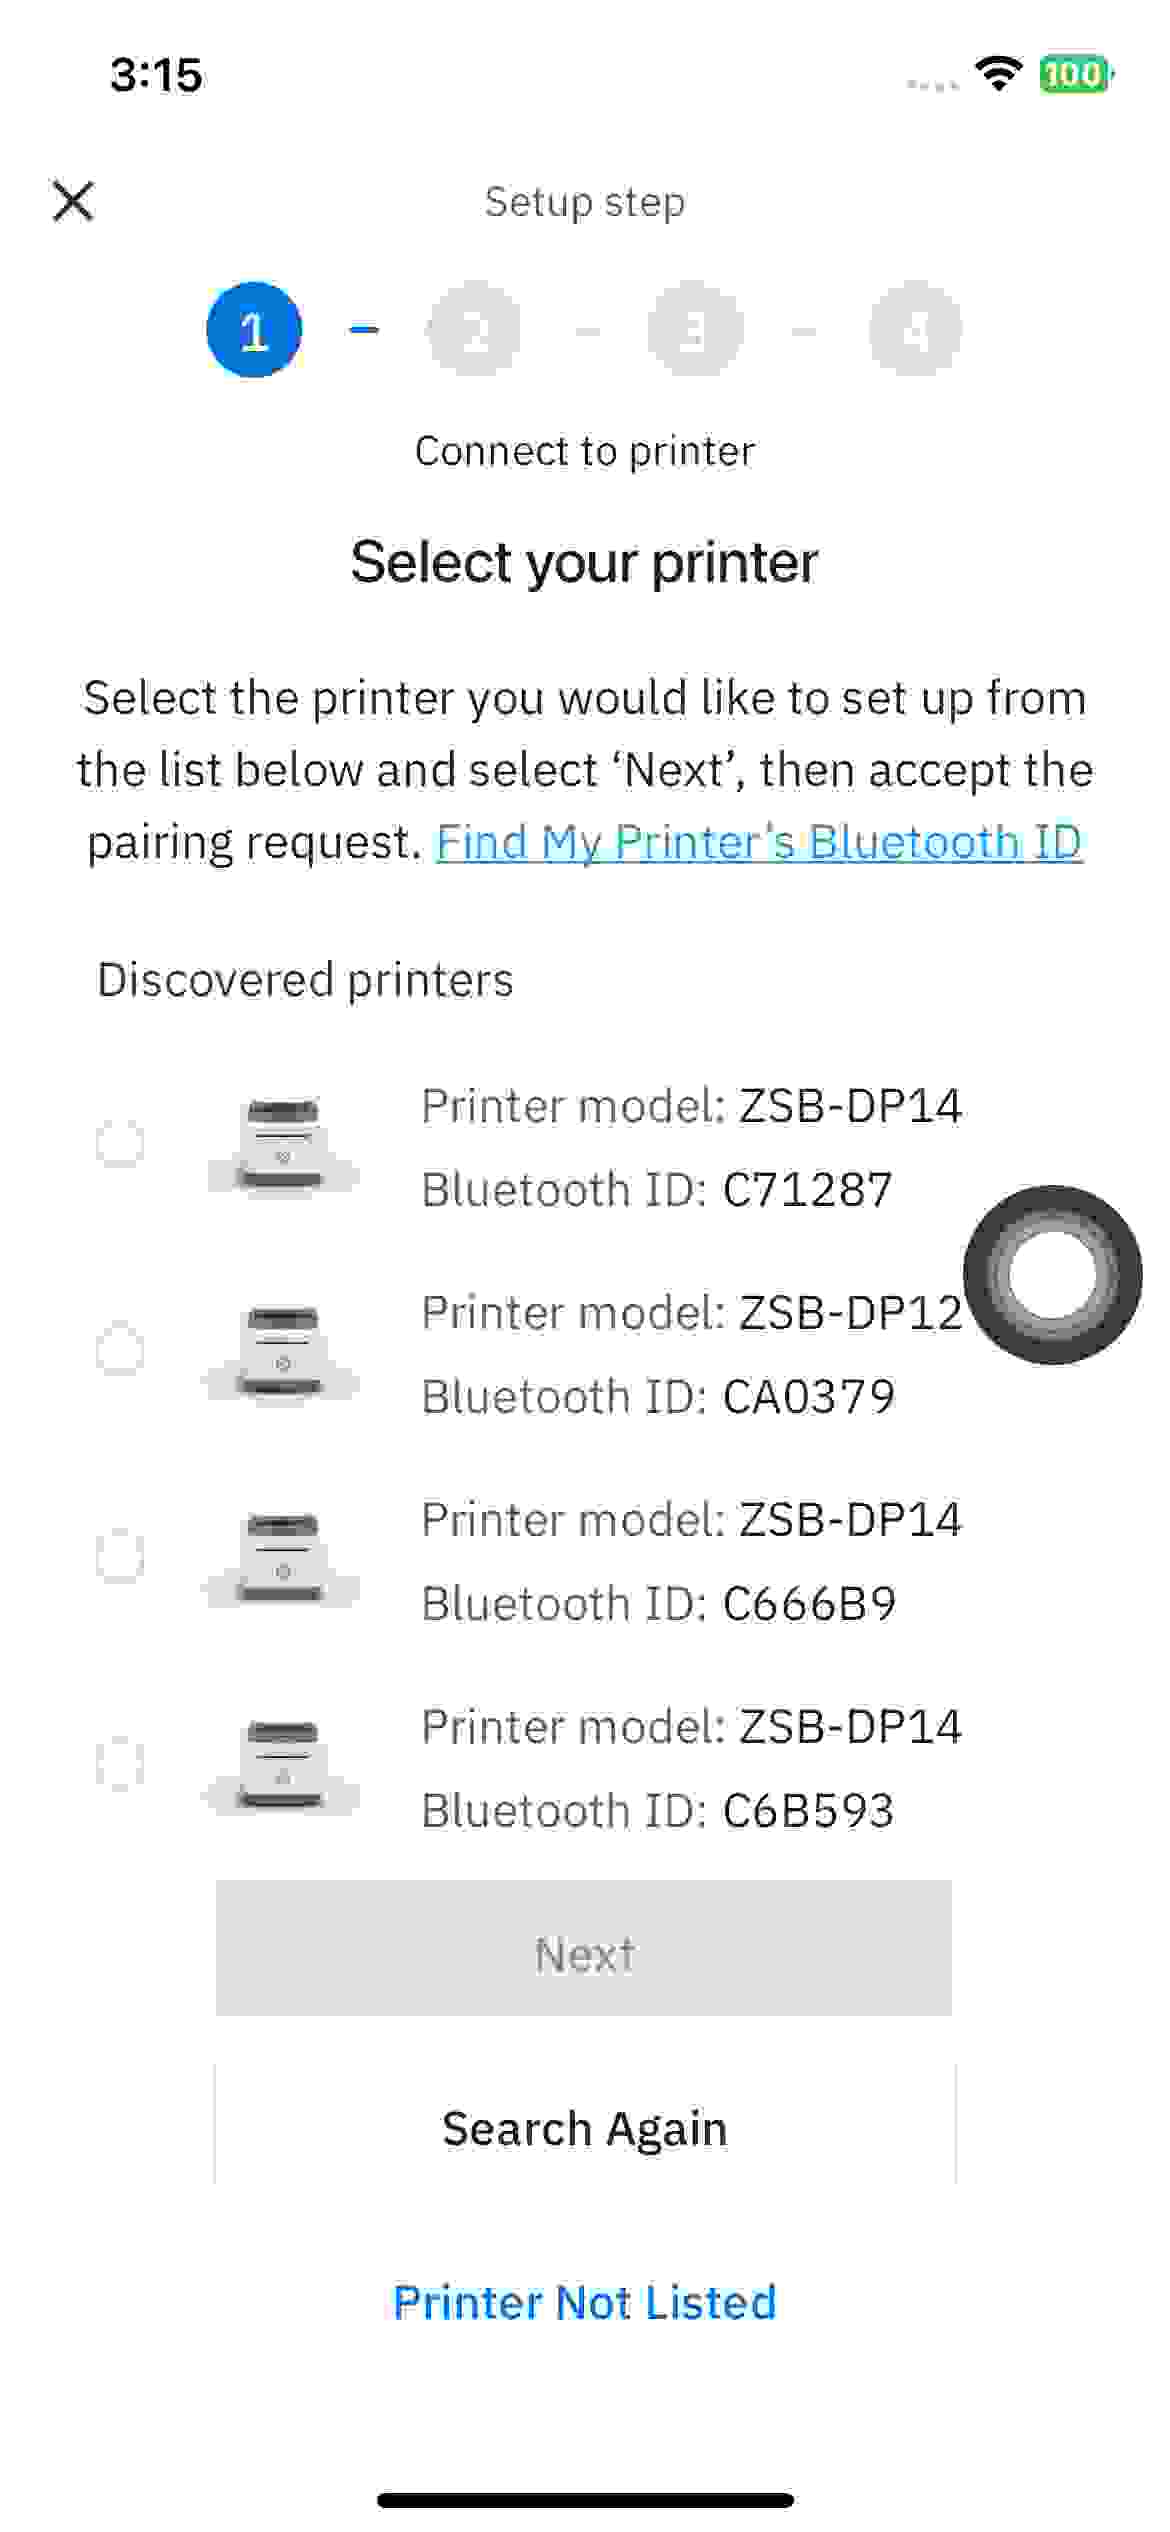 3:15
100
Setup step
1 2 3 4
Connect to printer
Select your printer
Select the printer you would like to set up from
the list below and select ‘Next’, then accept the
pairing request. Find My Printer's Bluetooth ID
Discovered printers
Printer model: ZSB-DP14
Bluetooth ID: C71287
Printer model: ZSB-DP12
Bluetooth ID: CA0379
Printer model: ZSB-DP14
Bluetooth ID: C666B9
Printer model: ZSB-DP14
Bluetooth ID: C6B593
Next
Search Again
Printer Not Listed